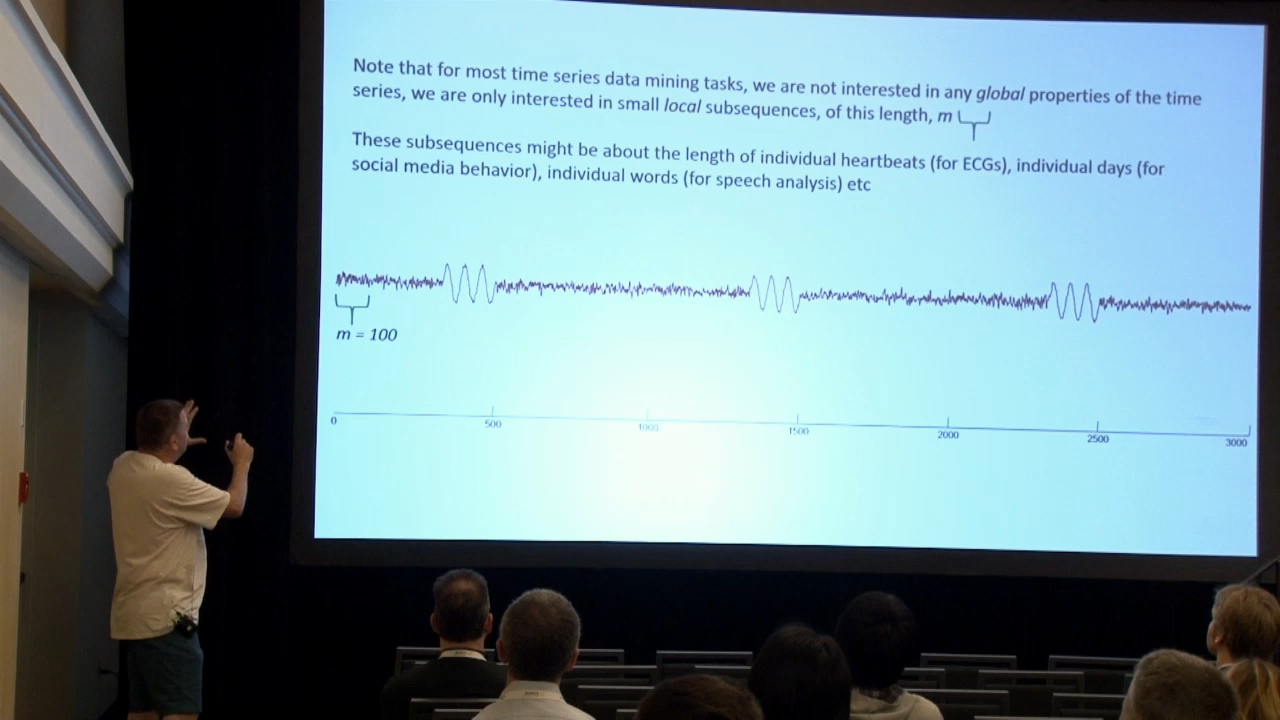 Note that for most time series data mining tasks, we are not interested in any global properties of the time
series, we are only interested in small local subsequences, of this length, m
These subsequences might be about the length of individual heartbeats (for ECGs), individual days (for
social media behavior), individual words (for speech analysis) etc
m = 100
0 500 1000 1500 2000 2500 3000